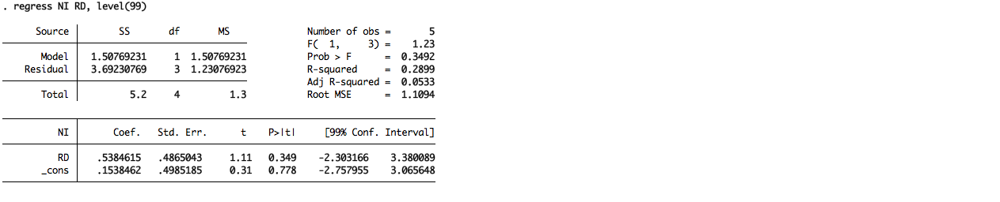 . regress NI RD, level(99)
Source SS df MS Number of obs = 5
F( 1, 3) = 1.23
Model 1.50769231 1 1.50769231 Prob > F = 0.3492
Residual 3.69230769 3 1.23076923 R-squared = 0.2899
Adj R-squared = 0.0533
Total 5.2 4 1.3 Root MSE = 1.1094
NI Coef. Std. Err. t P>|t| [99% Conf. Interval]
RD .5384615 .4865043 1.11 0.349 -2.303166 3.380089
_cons .1538462 .4985185 0.31 0.778 -2.757955 3.065648